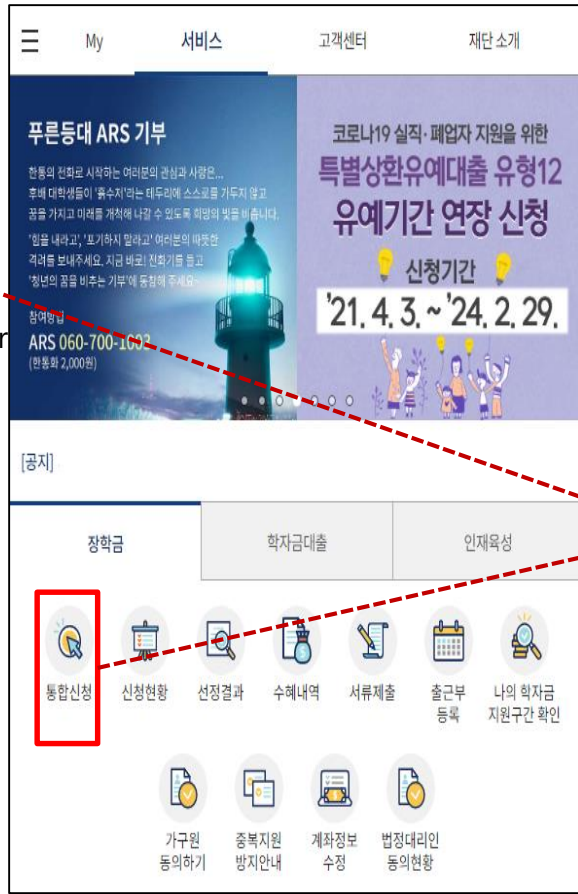 My 서비스 고객센터 재단 소개
푸른등대 ARS 기부
한통의 전화로 시작하는 여러분의 관심과 사랑은...
후배 대학생들이 '흙수저'라는 테두리에 스스로를 가두지 않고
꿈을 가지고 미래를 개척해 나갈 수 있도록 희망의 빛을 비춥니다.
'힘을 내라고', '포기하지 말라고' 여러분의 따뜻한
격려를 보내주세요. 지금 바로! 전화기를 들고
'청년의 꿈을 비추는 기부'에 동참해 주세요~
참여방법
ARS 060-700-1003
(한통화 2,000원)
코로나19 실직·폐업자 지원을 위한
특별상환유예대출 유형12
유예기간 연장 신청
신청기간
'21. 4. 3. ~ '24. 2. 29.
r
[공지]
장학금 학자금대출 인재육성
통합신청 신청현황 선정결과 수혜내역 서류제출 출근부 등록 나의 학자금 지원구간 확인
가구원 동의하기 중복지원 방지안내 계좌정보 수정 법정대리인 동의현황